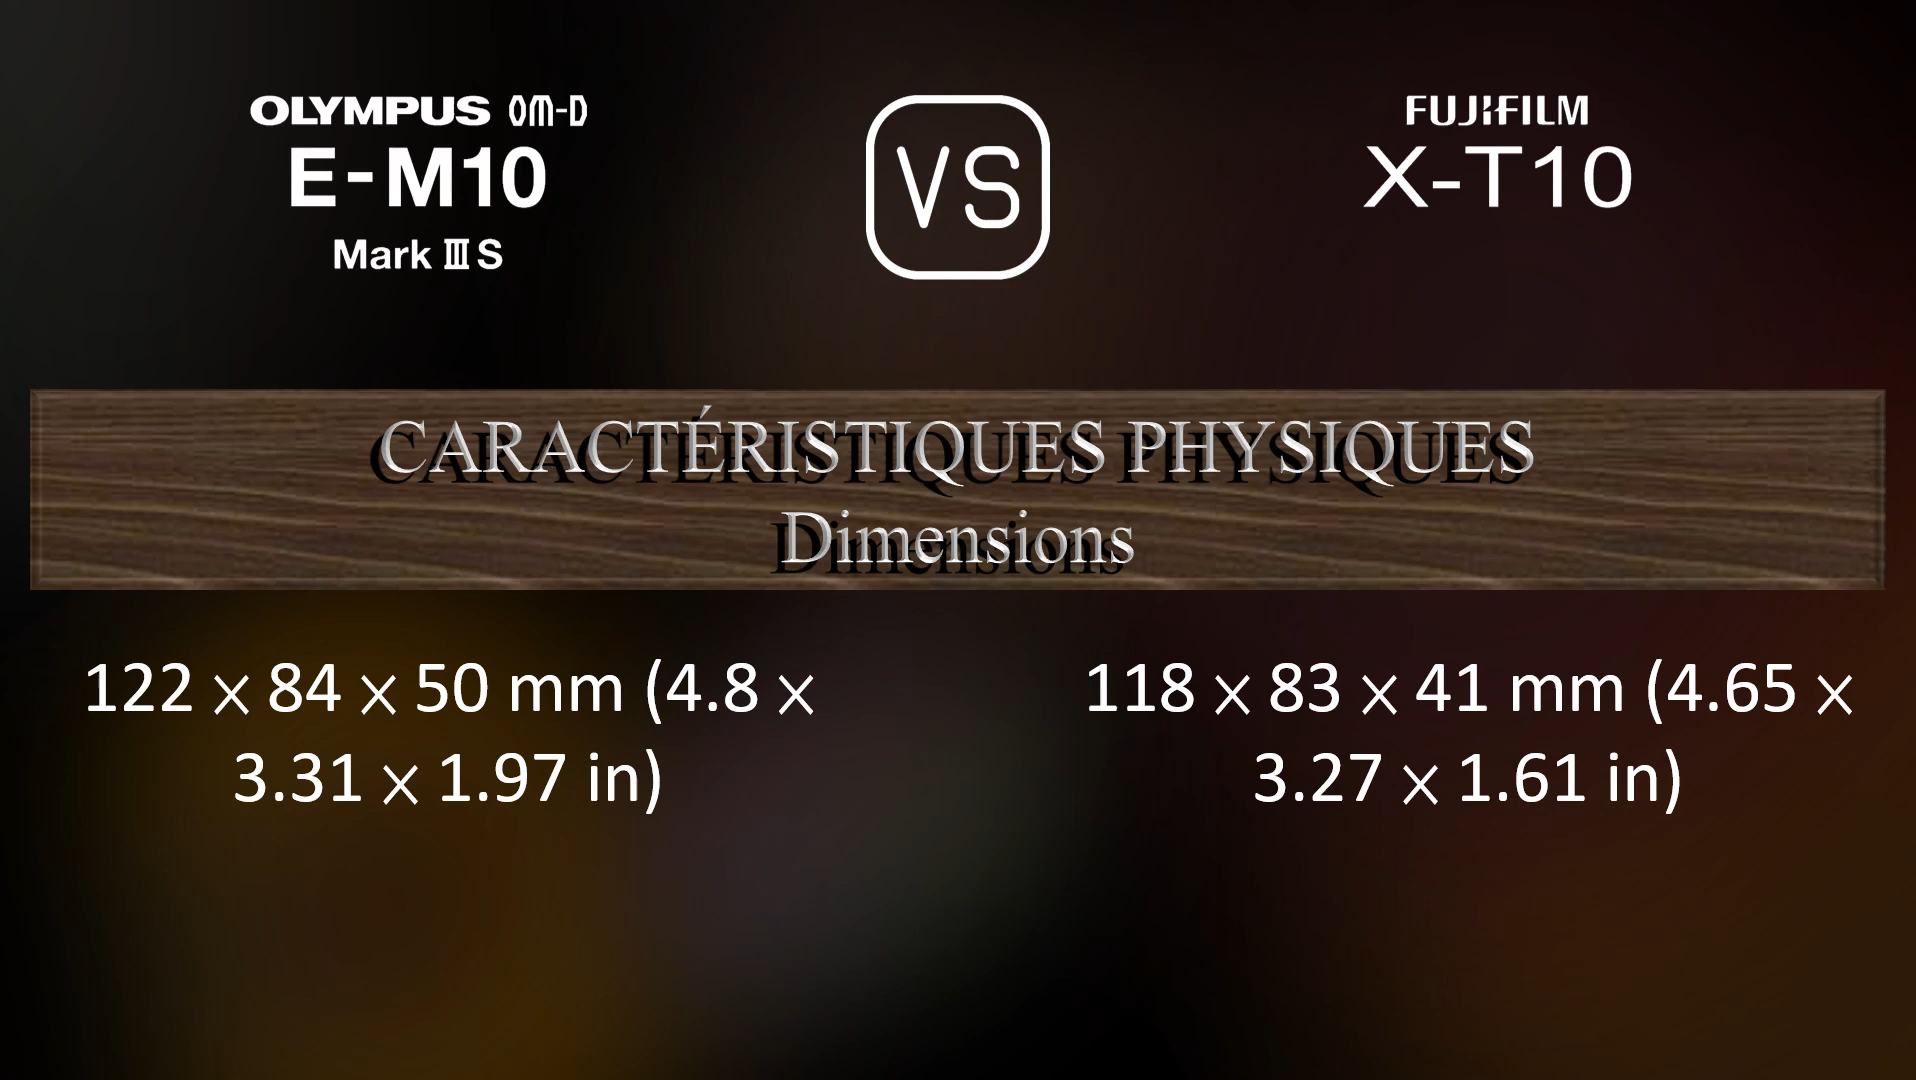 OLYMPUS OM-D
E-M10
Mark III S
VS
FUJIFILM
X-T10
CARACTÉRISTIQUES PHYSIQUES
Dimensions
122 x 84 x 50 mm (4.8 x
3.31 x 1.97 in)
118 x 83 x 41 mm (4.65 x
3.27 x 1.61 in)